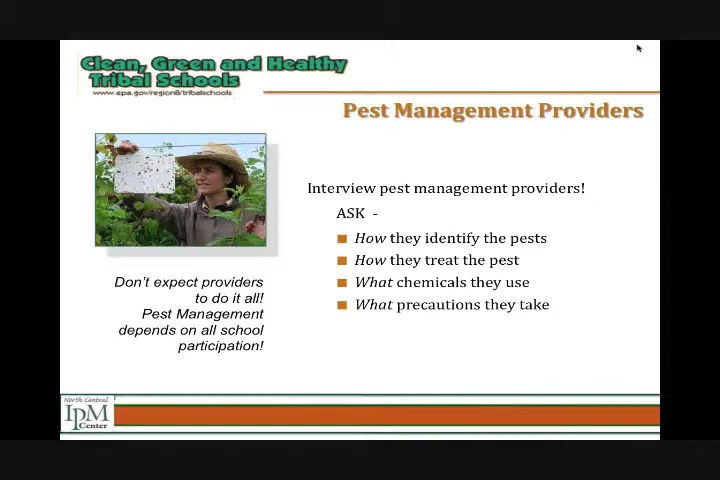 Clean, Green and Healthy
Tribal Schools
www.epa.gov/region8/tribalschools
Pest Management Providers
Interview pest management providers!
ASK -
How they identify the pests
How they treat the pest
What chemicals they use
What precautions they take
Don't expect providers
to do it all!
Pest Management
depends on all school
participation!
North Central
IPM
Center